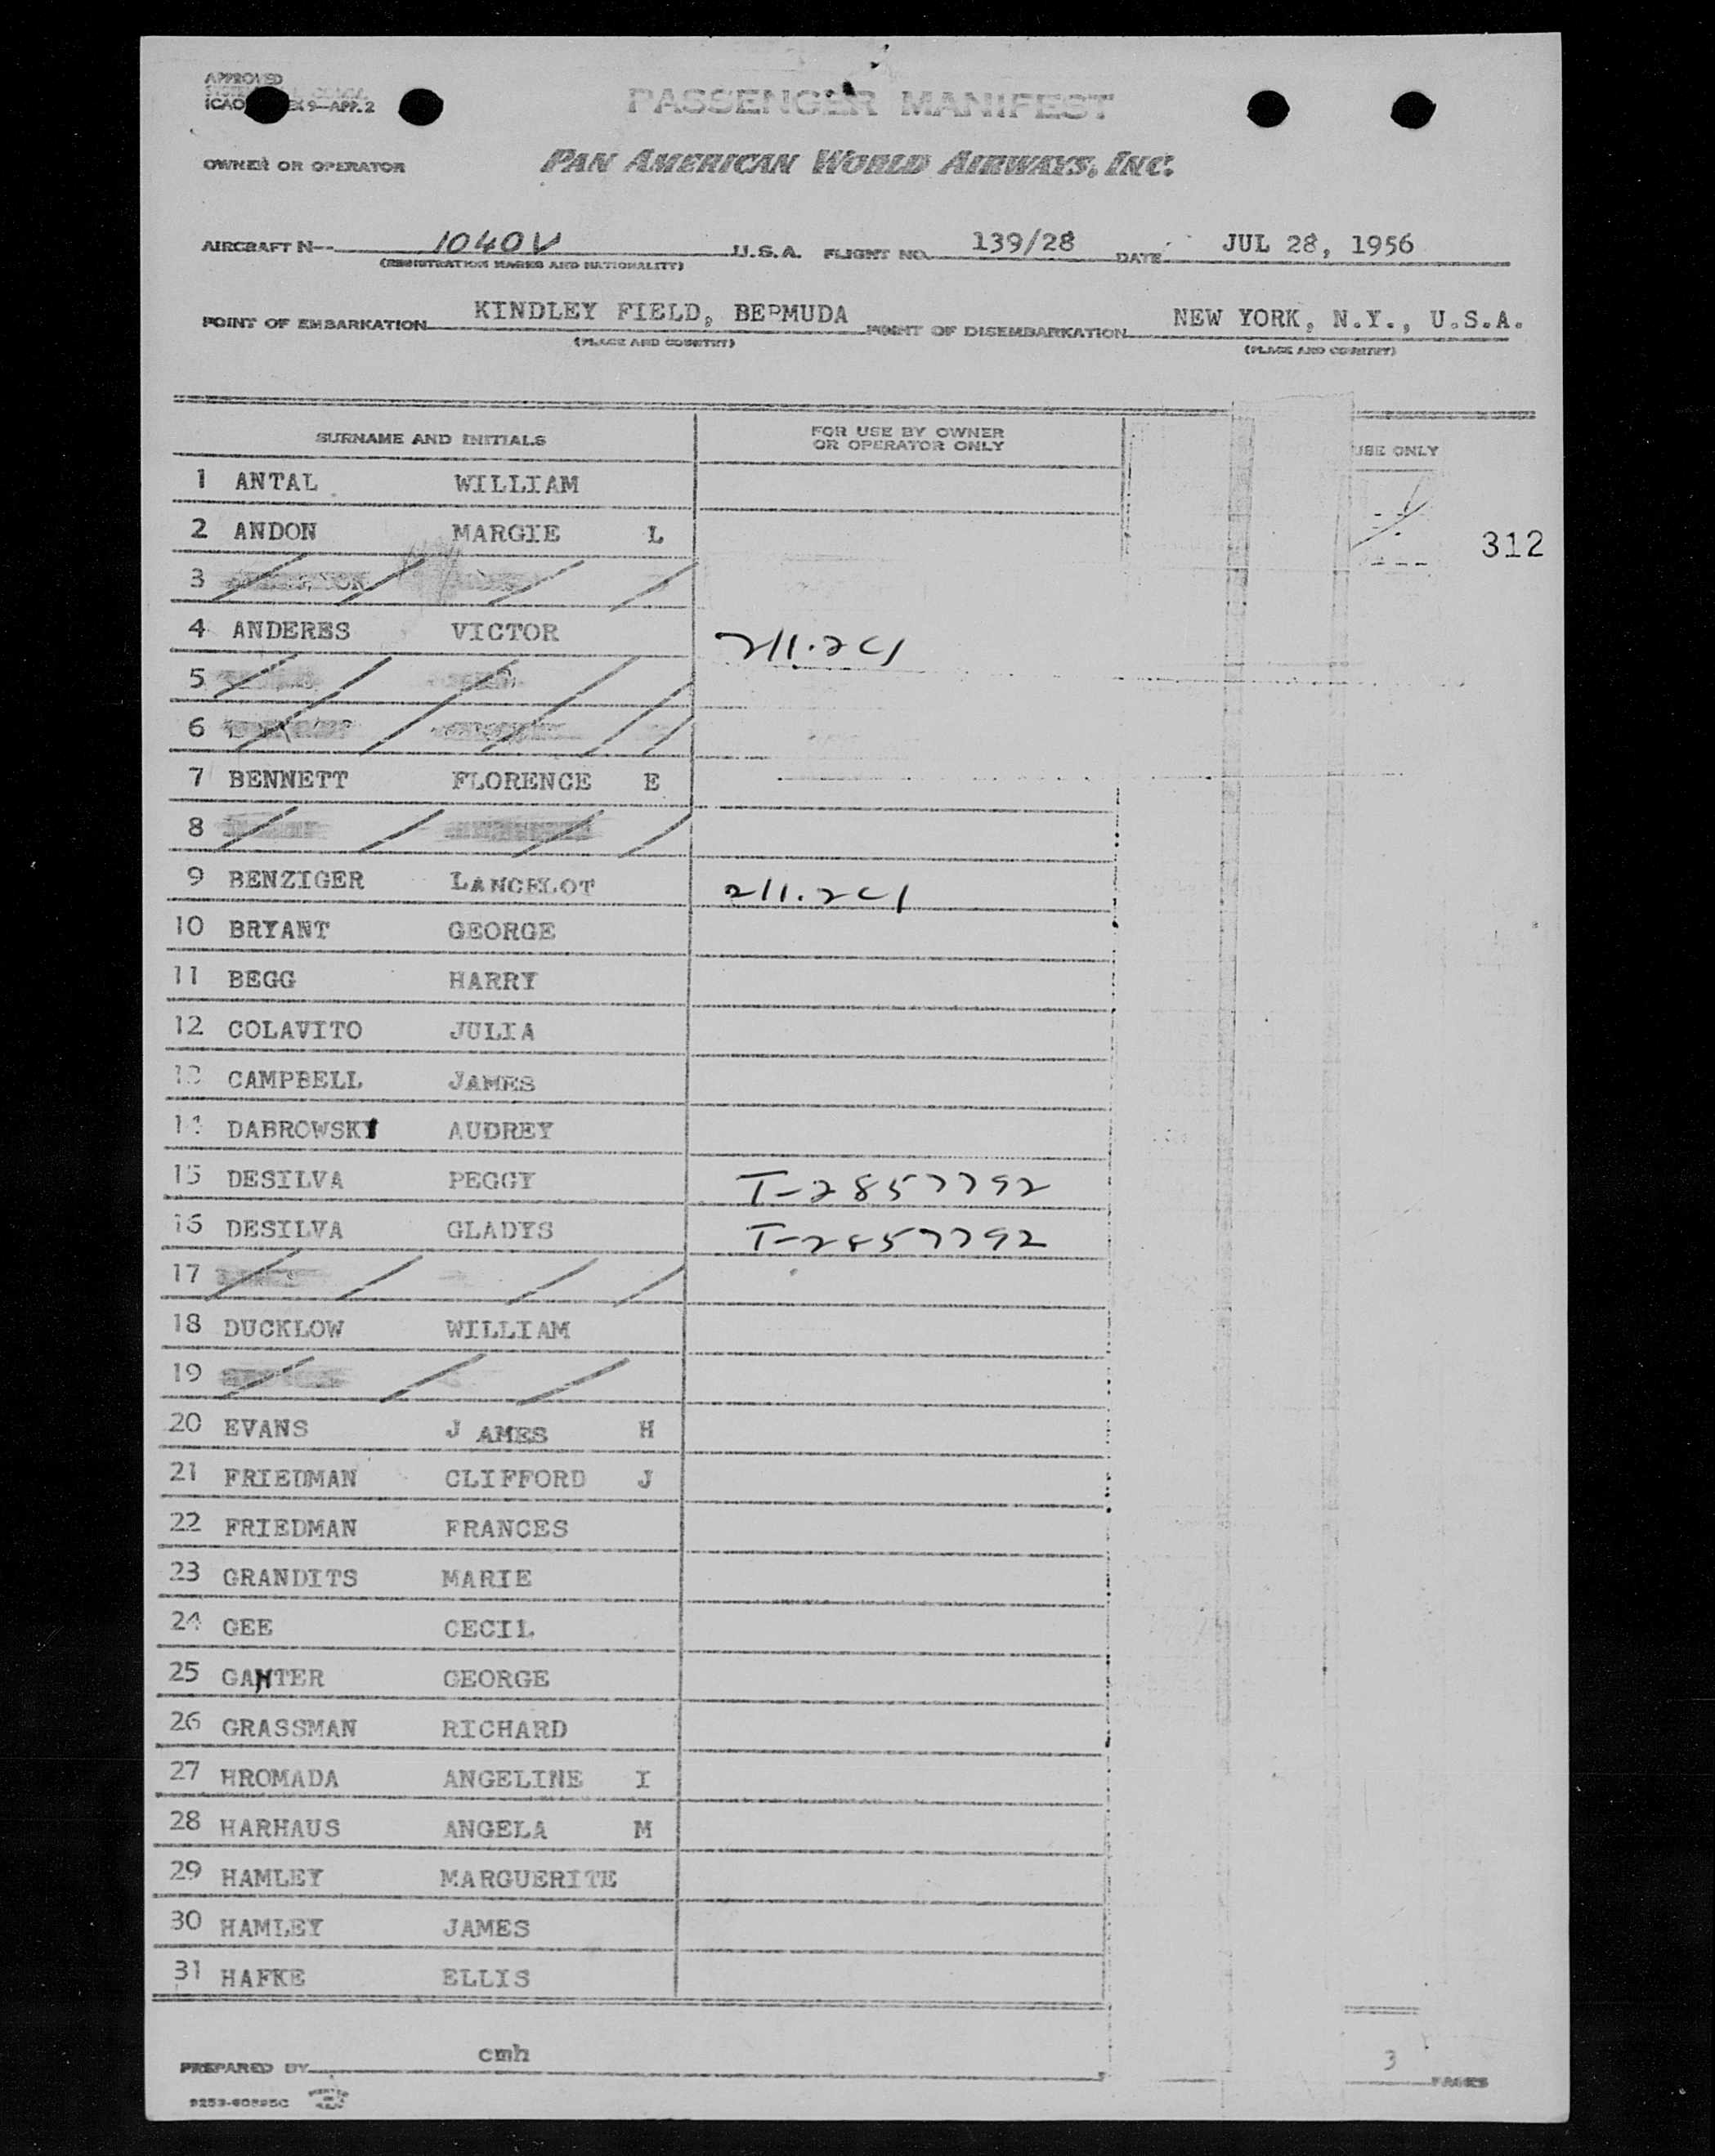 APPROVED
ICAO EX 9—APP. 2
PASSENGER MANIFEST
OWNER OR OPERATOR PAN AMERICAN WORLD AIRWAYS, INC.
AIRCRAFT N-- 1040V U.S.A. FLIGHT NO. 139/28 DATE JUL 28, 1956
(REGISTRATION MARKS AND NATIONALITY)
POINT OF EMBARKATION KINDLEY FIELD, BERMUDA POINT OF DISEMBARKATION NEW YORK, N.Y., U.S.A.
(PLACE AND COUNTRY) (PLACE AND COUNTRY)
SURNAME AND INITIALS FOR USE BY OWNER OR OPERATOR ONLY USE ONLY
1 ANTAL WILLIAM
2 ANDON MARGIE L 312
3
4 ANDERES VICTOR 211.241
5
6
7 BENNETT FLORENCE E
8
9 BENZIGER LANCELOT 211.241
10 BRYANT GEORGE
11 BEGG HARRY
12 COLAVITO JULIA
13 CAMPBELL JAMES
14 DABROWSKY AUDREY
15 DESILVA PEGGY T-2857792
16 DESILVA GLADYS T-2857792
17
18 DUCKLOW WILLIAM
19
20 EVANS J AMES H
21 FRIEDMAN CLIFFORD J
22 FRIEDMAN FRANCES
23 GRANDITS MARIE
24 GEE CECIL
25 GANTER GEORGE
26 GRASSMAN RICHARD
27 HROMADA ANGELINE I
28 HARHAUS ANGELA M
29 HAMLEY MARGUERITE
30 HAMLEY JAMES
31 HAFKE ELLIS
PREPARED BY cmh 3 PAGES